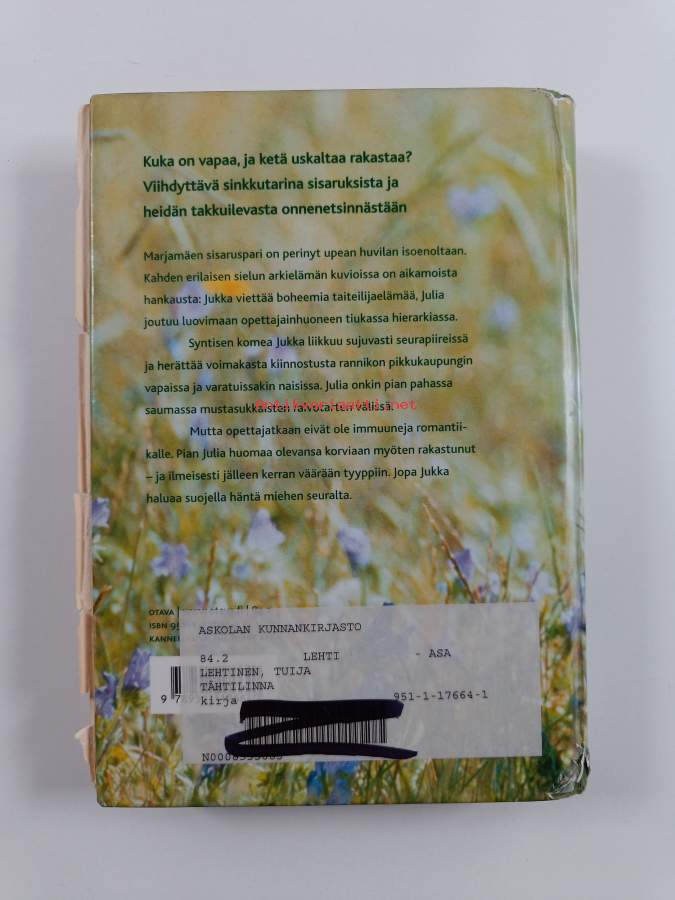 Kuka on vapaa, ja ketä uskaltaa rakastaa?
Viihdyttävä sinkkutarina sisaruksista ja
heidän takkuilevasta onnenetsinnästään
Marjamäen sisaruspari on perinyt upean huvilan isoenoltaan.
Kahden erilaisen sielun arkielämän kuvioissa on aikamoista
hankausta: Jukka viettää boheemia taiteilijaelämää, Julia
joutuu luovimaan opettajainhuoneen tiukassa hierarkiassa.
Syntisen komea Jukka liikkuu sujuvasti seurapiireissä
ja herättää voimakasta kiinnostusta rannikon pikkukaupungin
vapaissa ja varatuissakin naisissa. Julia onkin pian pahassa
saumassa mustasukkaisten raivotarten välissä.
Antikvariaatti.net
Mutta opettajatkaan eivät ole immuuneja romantii-
kalle. Pian Julia huomaa olevansa korviaan myöten rakastunut
– ja ilmeisesti jälleen kerran väärään tyyppiin. Jopa Jukka
haluaa suojella häntä miehen seuralta.
OTAVA
ISBN
KANNEN
ASKOLAN KUNNANKIRJASTO
84.2 LEHTI - ASA
LEHTINEN, TUIJA
TÄHTILINNA
kirja 951-1-17664-1